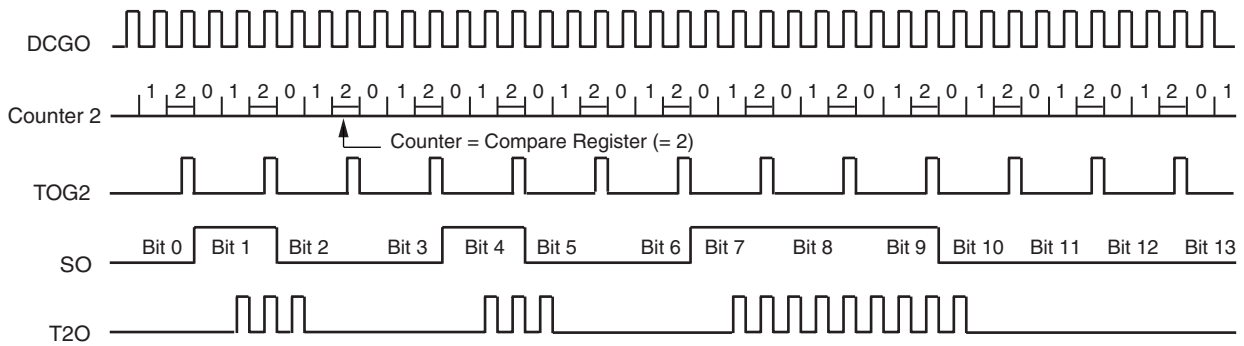 DCGO
1 2 0 1 2 0 1 2 0 1 2 0 1 2 0 1 2 0 1 2 0 1 2 0 1 2 0 1 2 0 1 2 0 1 2 0 1 2 0 1
Counter 2
Counter = Compare Register (= 2)
TOG2
Bit 0 Bit 1 Bit 2 Bit 3 Bit 4 Bit 5 Bit 6 Bit 7 Bit 8 Bit 9 Bit 10 Bit 11 Bit 12 Bit 13
SO
T2O